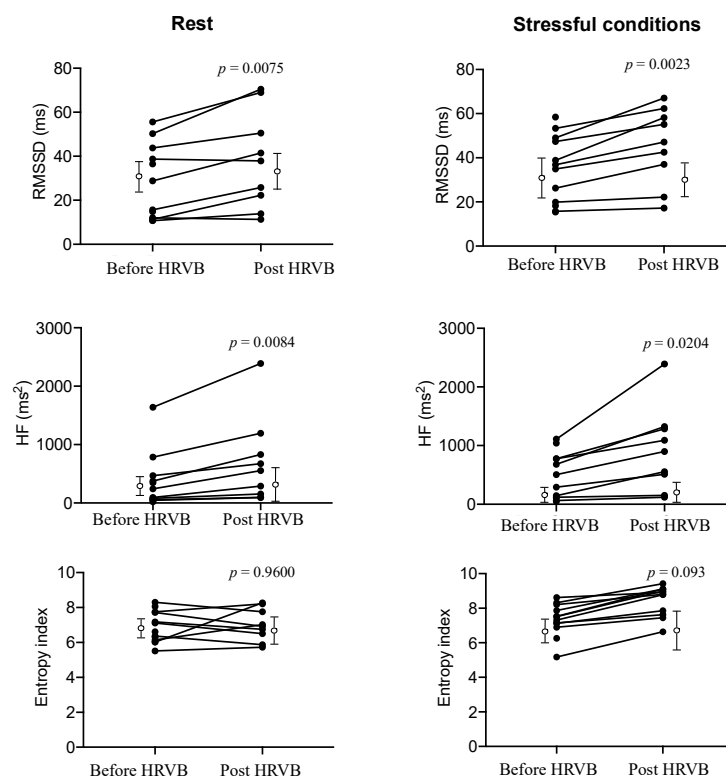 Rest
Stressful conditions
p = 0.0075
80
60
40
20
0
RMSSD (ms)
Before HRVB
Post HRVB
p = 0.0023
80
60
40
20
0
RMSSD (ms)
Before HRVB
Post HRVB
p = 0.0084
3000
2000
1000
0
HF (ms²)
Before HRVB
Post HRVB
p = 0.0204
3000
2000
1000
0
HF (ms²)
Before HRVB
Post HRVB
p = 0.9600
10
8
6
4
2
0
Entropy index
Before HRVB
Post HRVB
p = 0.093
10
8
6
4
2
0
Entropy index
Before HRVB
Post HRVB